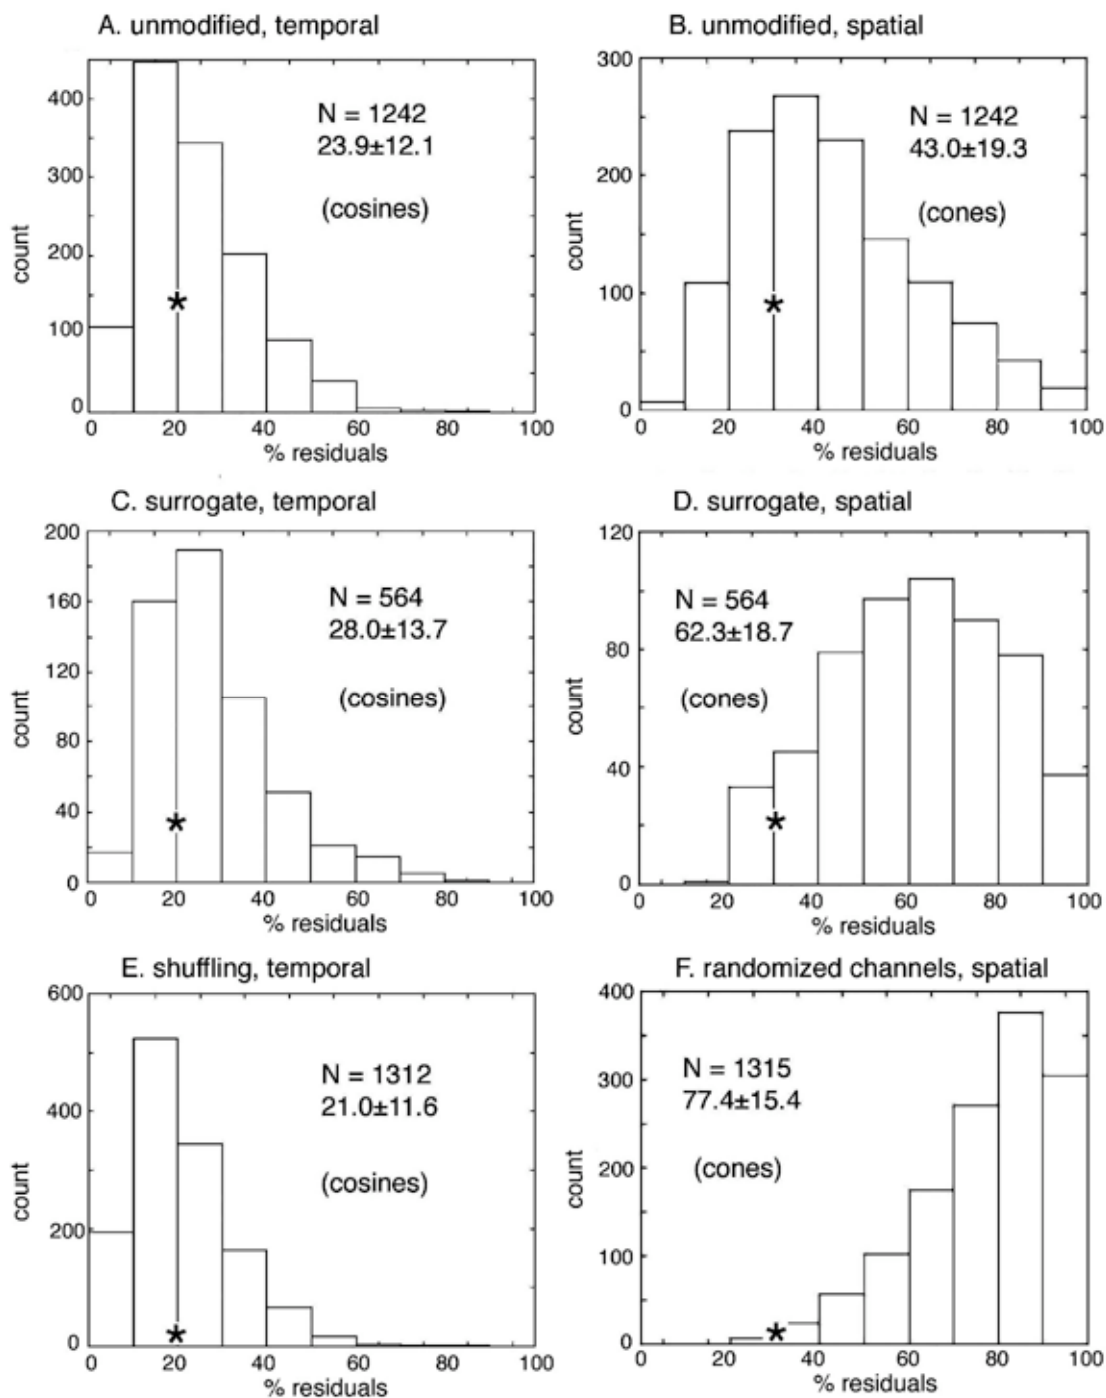 A. unmodified, temporal
400
300
200
100
0
count
N = 1242
23.9±12.1
(cosines)
*
0 20 40 60 80 100
% residuals
B. unmodified, spatial
300
200
100
0
count
N = 1242
43.0±19.3
(cones)
*
0 20 40 60 80 100
% residuals
C. surrogate, temporal
200
160
120
80
40
0
count
N = 564
28.0±13.7
(cosines)
*
0 20 40 60 80 100
% residuals
D. surrogate, spatial
120
80
40
0
count
N = 564
62.3±18.7
(cones)
*
0 20 40 60 80 100
% residuals
E. shuffling, temporal
600
400
200
0
count
N = 1312
21.0±11.6
(cosines)
*
0 20 40 60 80 100
% residuals
F. randomized channels, spatial
400
300
200
100
0
count
N = 1315
77.4±15.4
(cones)
*
0 20 40 60 80 100
% residuals